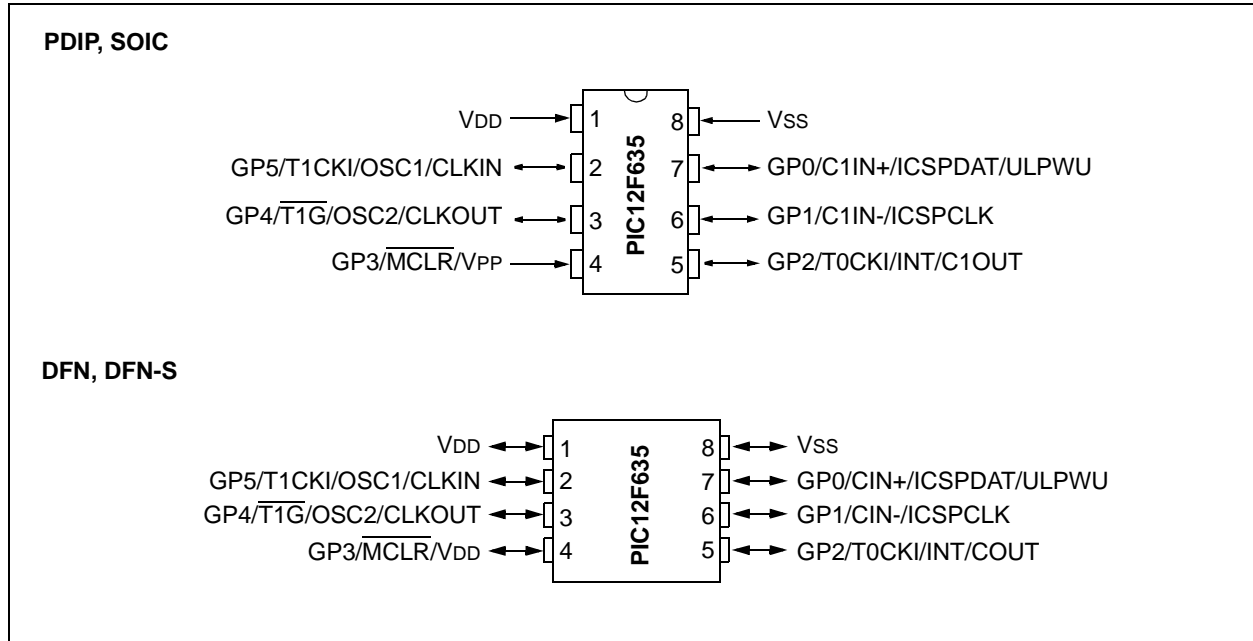 PDIP, SOIC
VDD 1 8 VSS
GP5/T1CKI/OSC1/CLKIN 2 7 GP0/C1IN+/ICSPDAT/ULPWU
GP4/T1G/OSC2/CLKOUT 3 6 GP1/C1IN-/ICSPCLK
GP3/MCLR/VPP 4 5 GP2/T0CKI/INT/C1OUT
PIC12F635
DFN, DFN-S
VDD 1 8 VSS
GP5/T1CKI/OSC1/CLKIN 2 7 GP0/CIN+/ICSPDAT/ULPWU
GP4/T1G/OSC2/CLKOUT 3 6 GP1/CIN-/ICSPCLK
GP3/MCLR/VDD 4 5 GP2/T0CKI/INT/COUT
PIC12F635